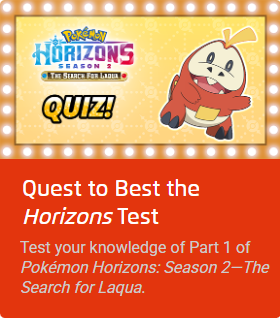 POKÉMON
HORIZONS
SEASON 2
THE SEARCH FOR LAQUA
QUIZ!
Quest to Best the
Horizons Test
Test your knowledge of Part 1 of
Pokémon Horizons: Season 2—The
Search for Laqua.